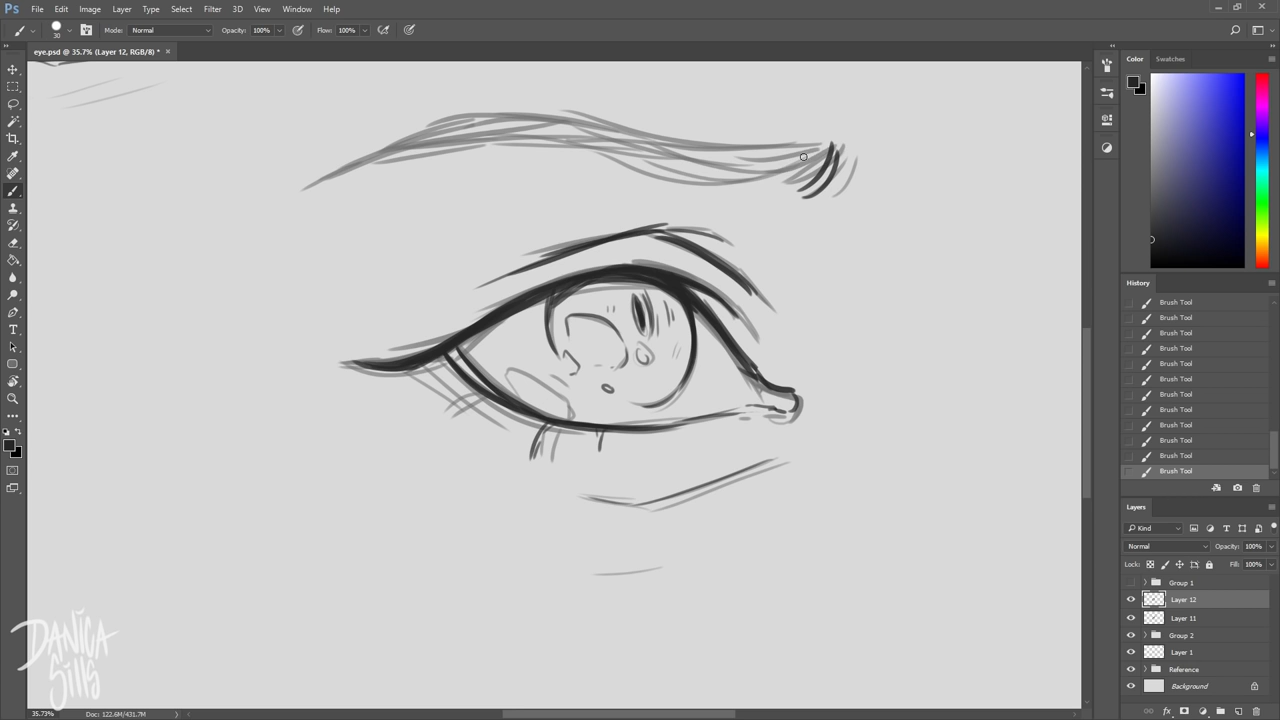 Ps File Edit Image Layer Type Select Filter 3D View Window Help
30 Mode: Normal Opacity: 100% Flow: 100%
eye.psd @ 35.7% (Layer 12, RGB/8) *
Color Swatches
History
Brush Tool
Brush Tool
Brush Tool
Brush Tool
Brush Tool
Brush Tool
Brush Tool
Brush Tool
Brush Tool
Brush Tool
Brush Tool
Brush Tool
Layers
Kind
Normal Opacity: 100%
Lock: Fill: 100%
Group 1
Layer 12
Layer 11
Group 2
Layer 1
Reference
Background
DANICA
Sills
35.73% Doc: 122.6M/431.7M